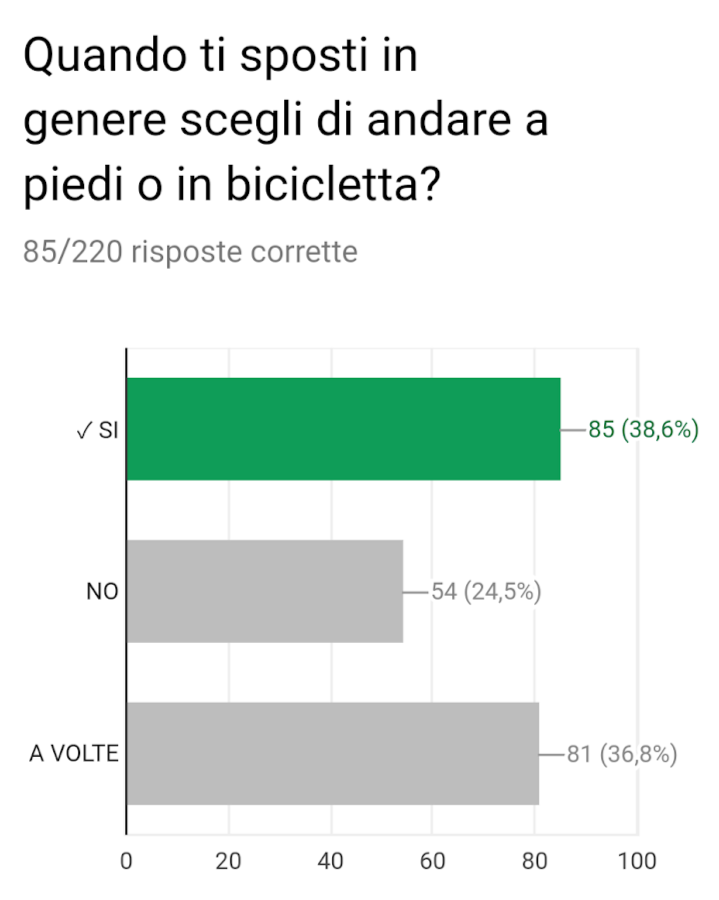 Quando ti sposti in
genere scegli di andare a
piedi o in bicicletta?
85/220 risposte corrette
✓ SI
85 (38,6%)
NO
54 (24,5%)
A VOLTE
81 (36,8%)
0 20 40 60 80 100